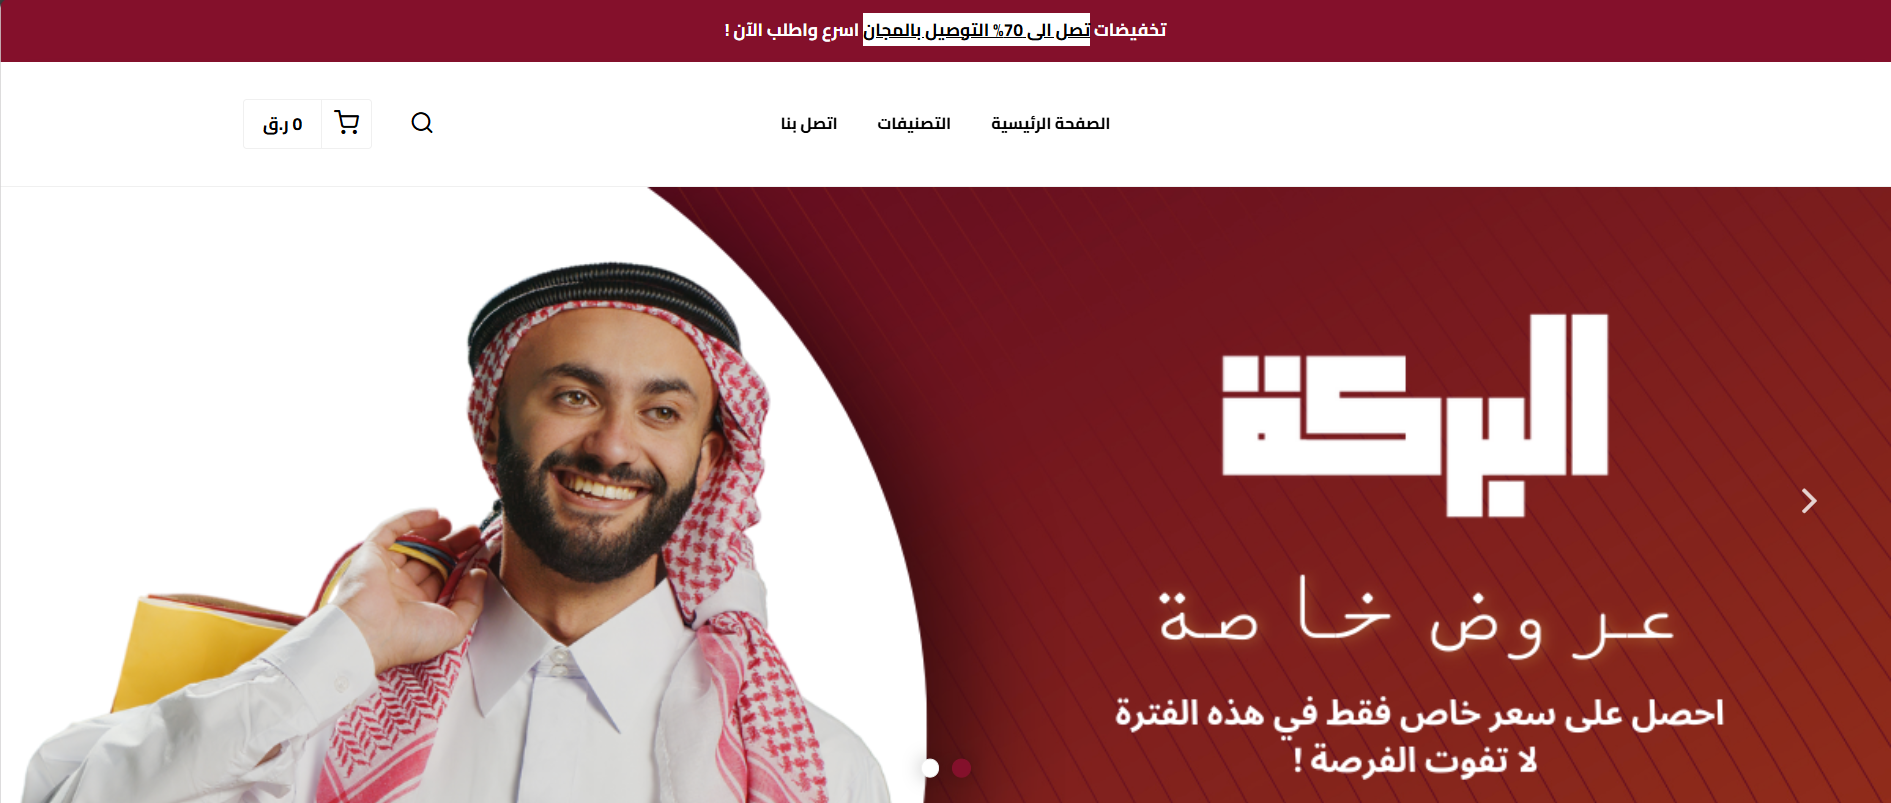 تخفيضات تصل الى 70% التوصيل بالمجان اسرع واطلب الآن !
الصفحة الرئيسية
التصنيفات
اتصل بنا
0 ر.ق
البركة
عروض خاصة
احصل على سعر خاص فقط في هذه الفترة
لا تفوت الفرصة !